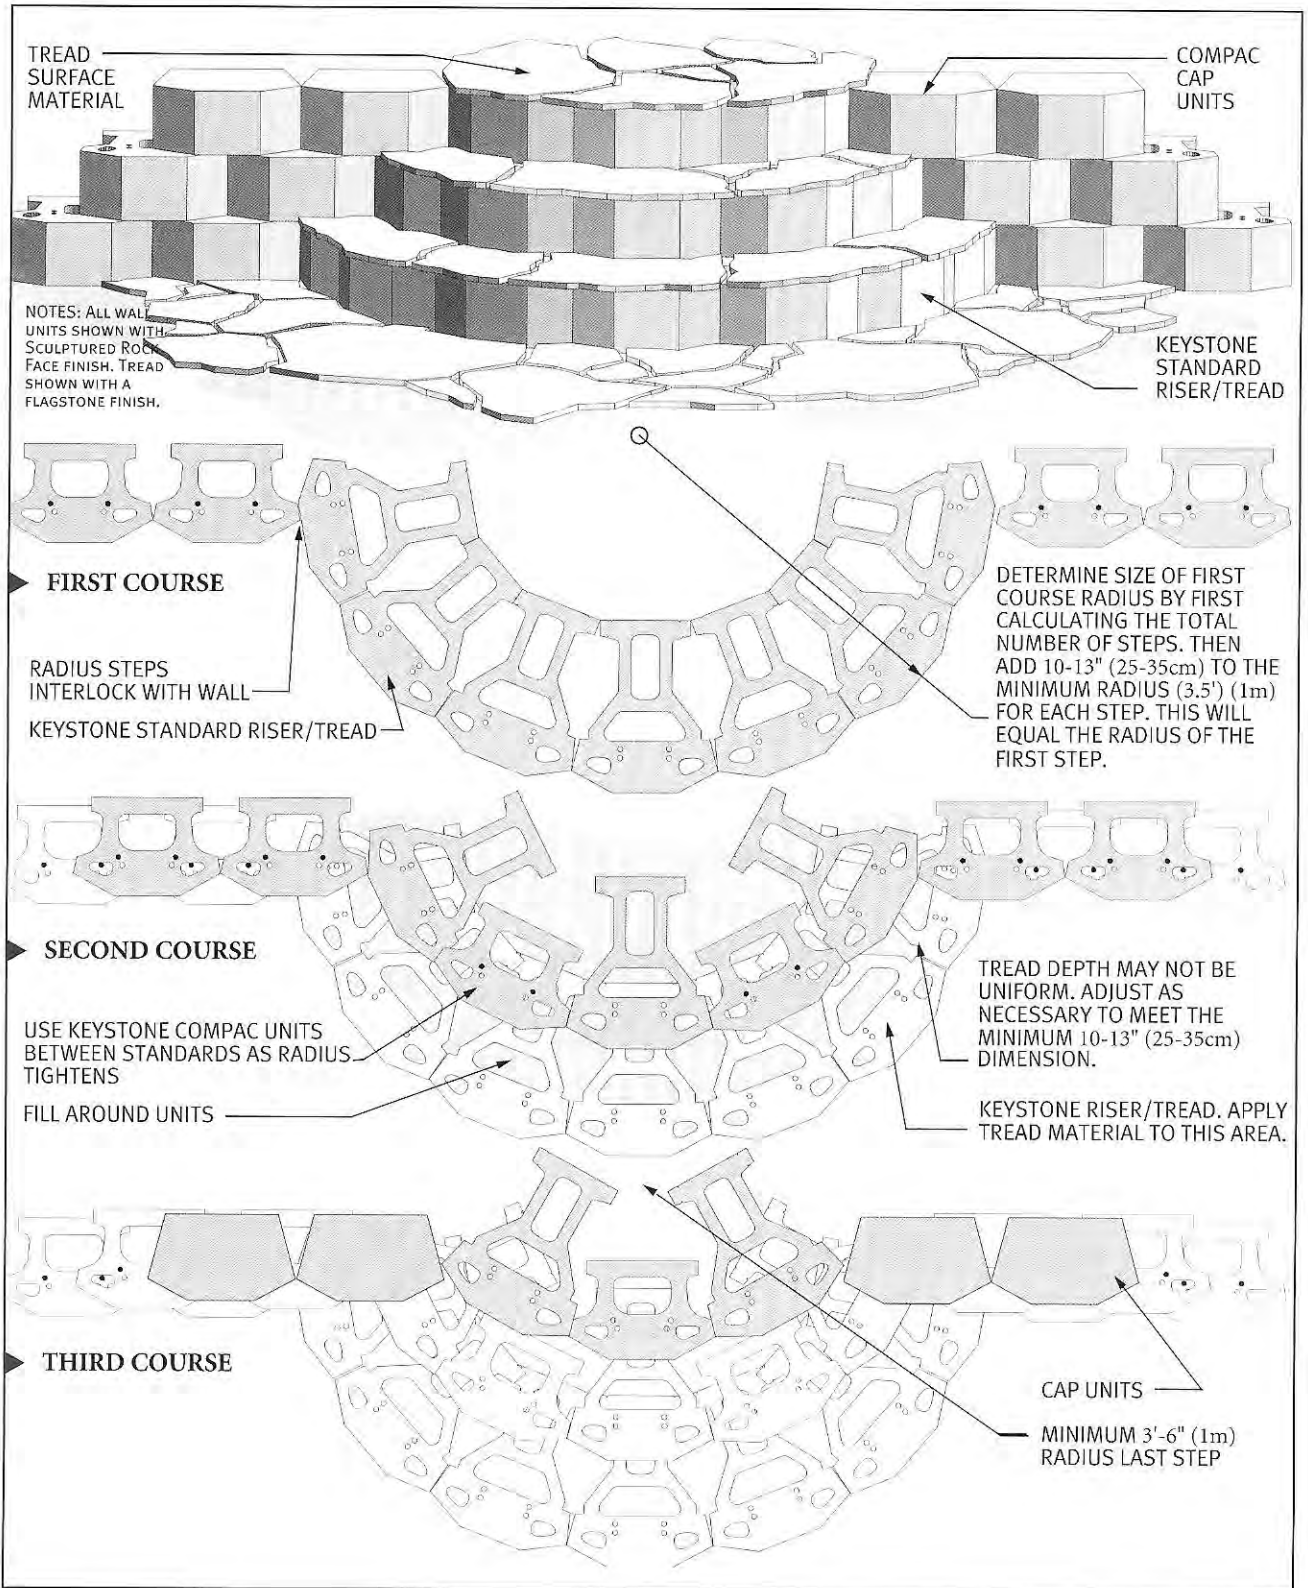 TREAD
SURFACE
MATERIAL
COMPAC
CAP
UNITS
NOTES: ALL WALL
UNITS SHOWN WITH
SCULPTURED ROCK
FACE FINISH. TREAD
SHOWN WITH A
FLAGSTONE FINISH.
KEYSTONE
STANDARD
RISER/TREAD
FIRST COURSE
RADIUS STEPS
INTERLOCK WITH WALL
KEYSTONE STANDARD RISER/TREAD
DETERMINE SIZE OF FIRST
COURSE RADIUS BY FIRST
CALCULATING THE TOTAL
NUMBER OF STEPS. THEN
ADD 10-13" (25-35cm) TO THE
MINIMUM RADIUS (3.5') (1m)
FOR EACH STEP. THIS WILL
EQUAL THE RADIUS OF THE
FIRST STEP.
SECOND COURSE
USE KEYSTONE COMPAC UNITS
BETWEEN STANDARDS AS RADIUS
TIGHTENS
FILL AROUND UNITS
TREAD DEPTH MAY NOT BE
UNIFORM. ADJUST AS
NECESSARY TO MEET THE
MINIMUM 10-13" (25-35cm)
DIMENSION.
KEYSTONE RISER/TREAD. APPLY
TREAD MATERIAL TO THIS AREA.
THIRD COURSE
CAP UNITS
MINIMUM 3'-6" (1m)
RADIUS LAST STEP